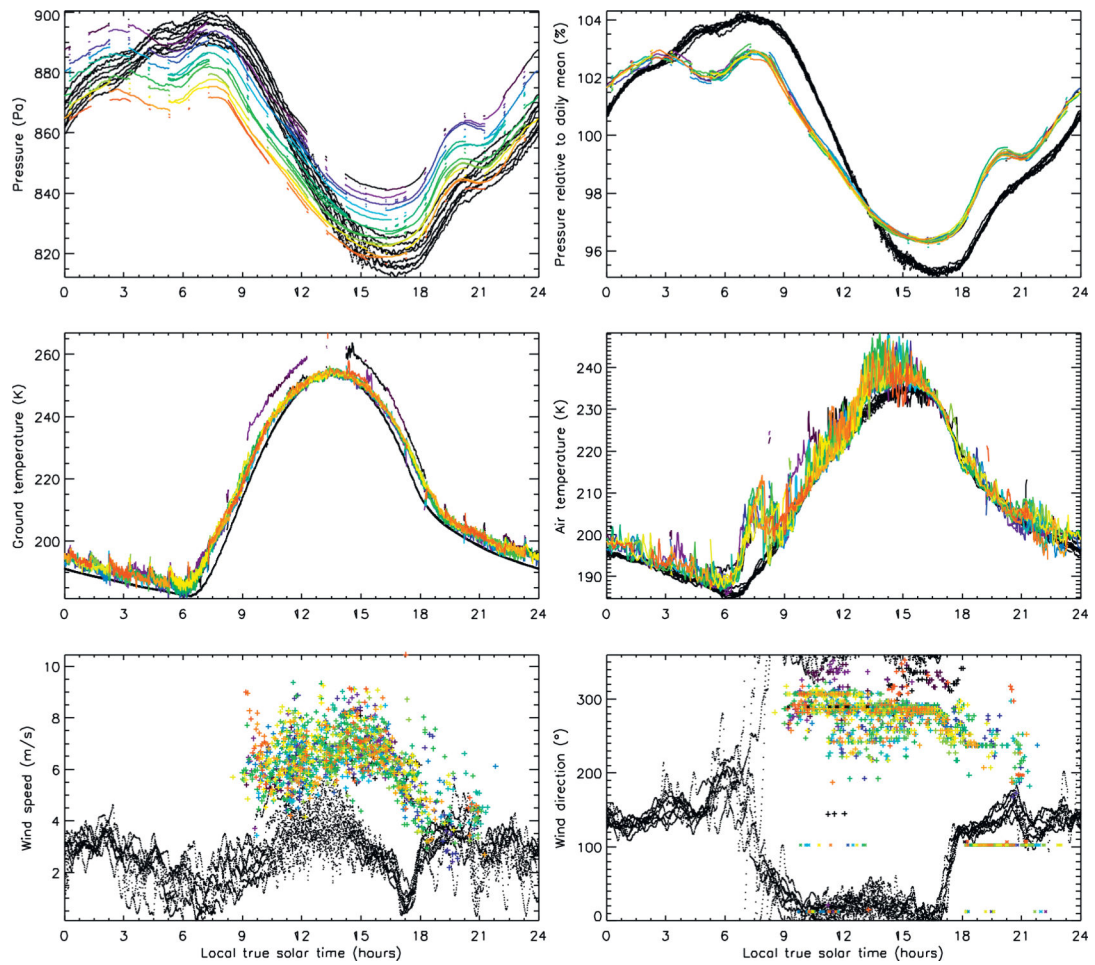 Pressure (Pa)
900
880
860
840
820
0 3 6 9 12 15 18 21 24
Pressure relative to daily mean (%)
104
102
100
98
96
0 3 6 9 12 15 18 21 24
Ground temperature (K)
260
240
220
200
0 3 6 9 12 15 18 21 24
Air temperature (K)
240
230
220
210
200
190
0 3 6 9 12 15 18 21 24
Wind speed (m/s)
10
8
6
4
2
0 3 6 9 12 15 18 21 24
Local true solar time (hours)
Wind direction (°)
300
200
100
0
0 3 6 9 12 15 18 21 24
Local true solar time (hours)